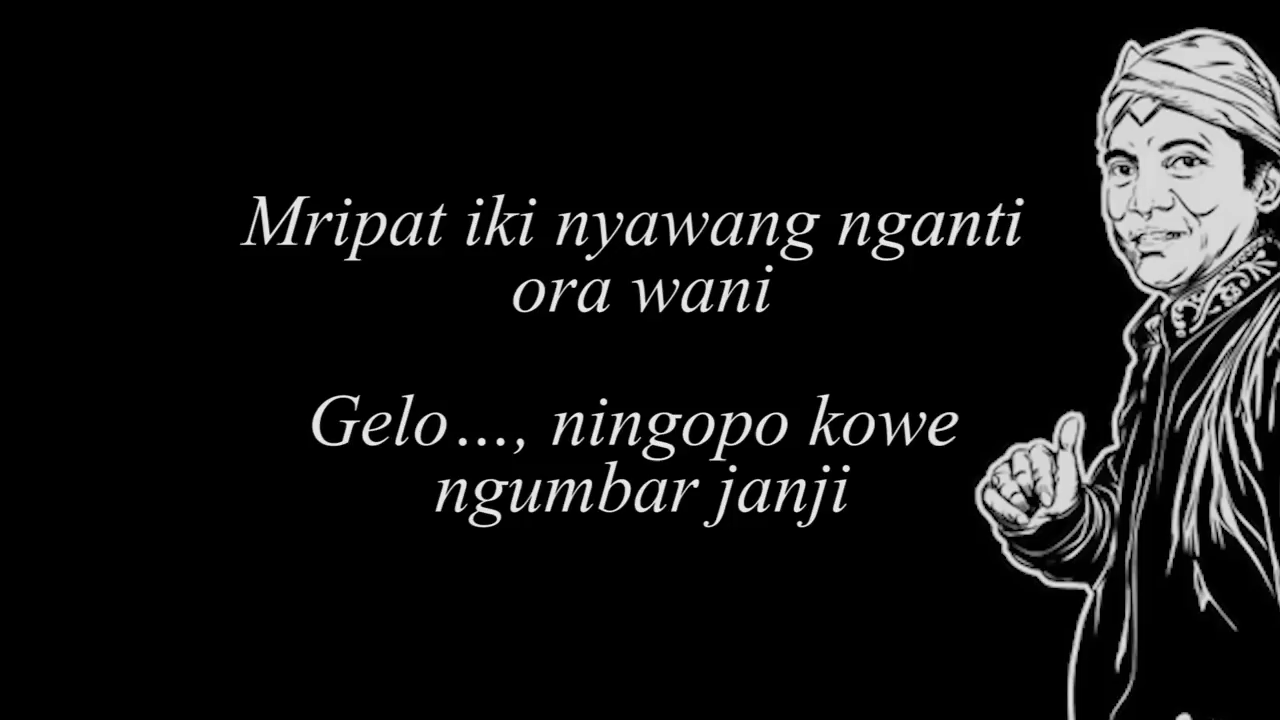 Mripat iki nyawang nganti
ora wani
Gelo..., ningopo kowe
ngumbar janji